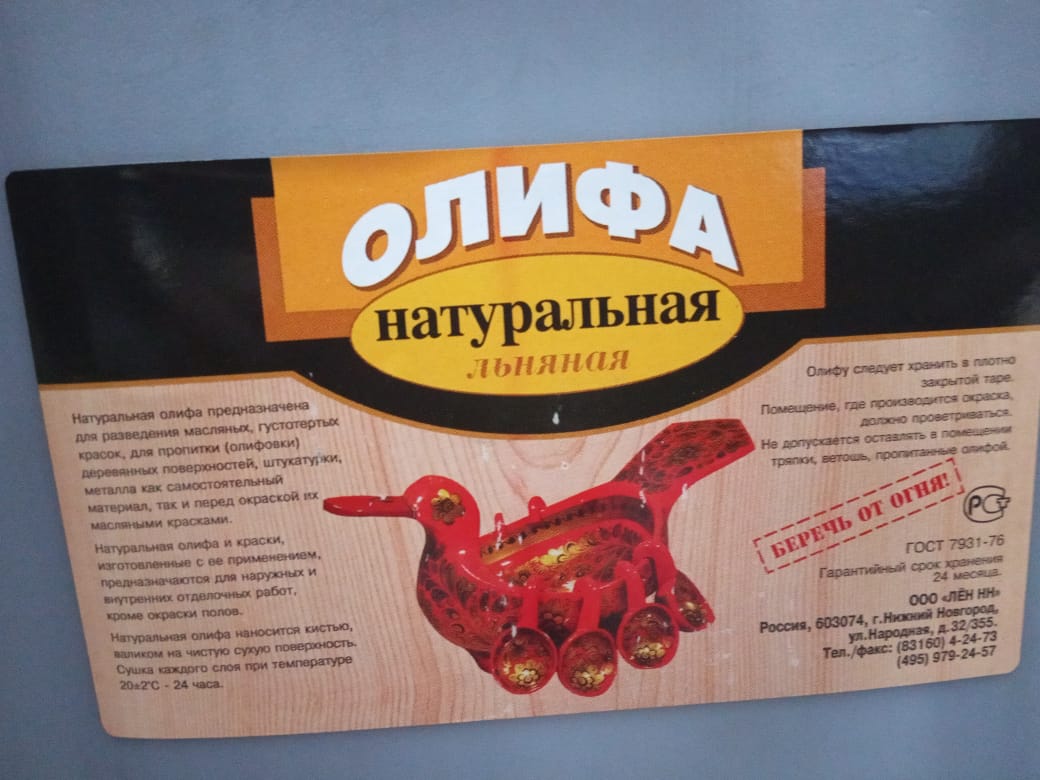 ОЛИФА
натуральная
льняная
Натуральная олифа предназначена
для разведения масляных, густотертых
красок, для пропитки (олифовки)
деревянных поверхностей, штукатурки,
металла как самостоятельный
материал, так и перед окраской их
масляными красками.
Натуральная олифа и краски,
изготовленные с ее применением,
предназначаются для наружных и
внутренних отделочных работ,
кроме окраски полов.
Натуральная олифа наносится кистью,
валиком на чистую сухую поверхность.
Сушка каждого слоя при температуре
20±2°С - 24 часа.
Олифу следует хранить в плотно
закрытой таре.
Помещение, где производится окраска,
должно проветриваться.
Не допускается оставлять в помещении
тряпки, ветошь, пропитанные олифой.
БЕРЕЧЬ ОТ ОГНЯ!
РСТ
ГОСТ 7931-76
Гарантийный срок хранения
24 месяца.
ООО «ЛЁН НН»
Россия, 603074, г.Нижний Новгород,
ул.Народная, д.32/355.
Тел./факс: (83160) 4-24-73
(495) 979-24-57